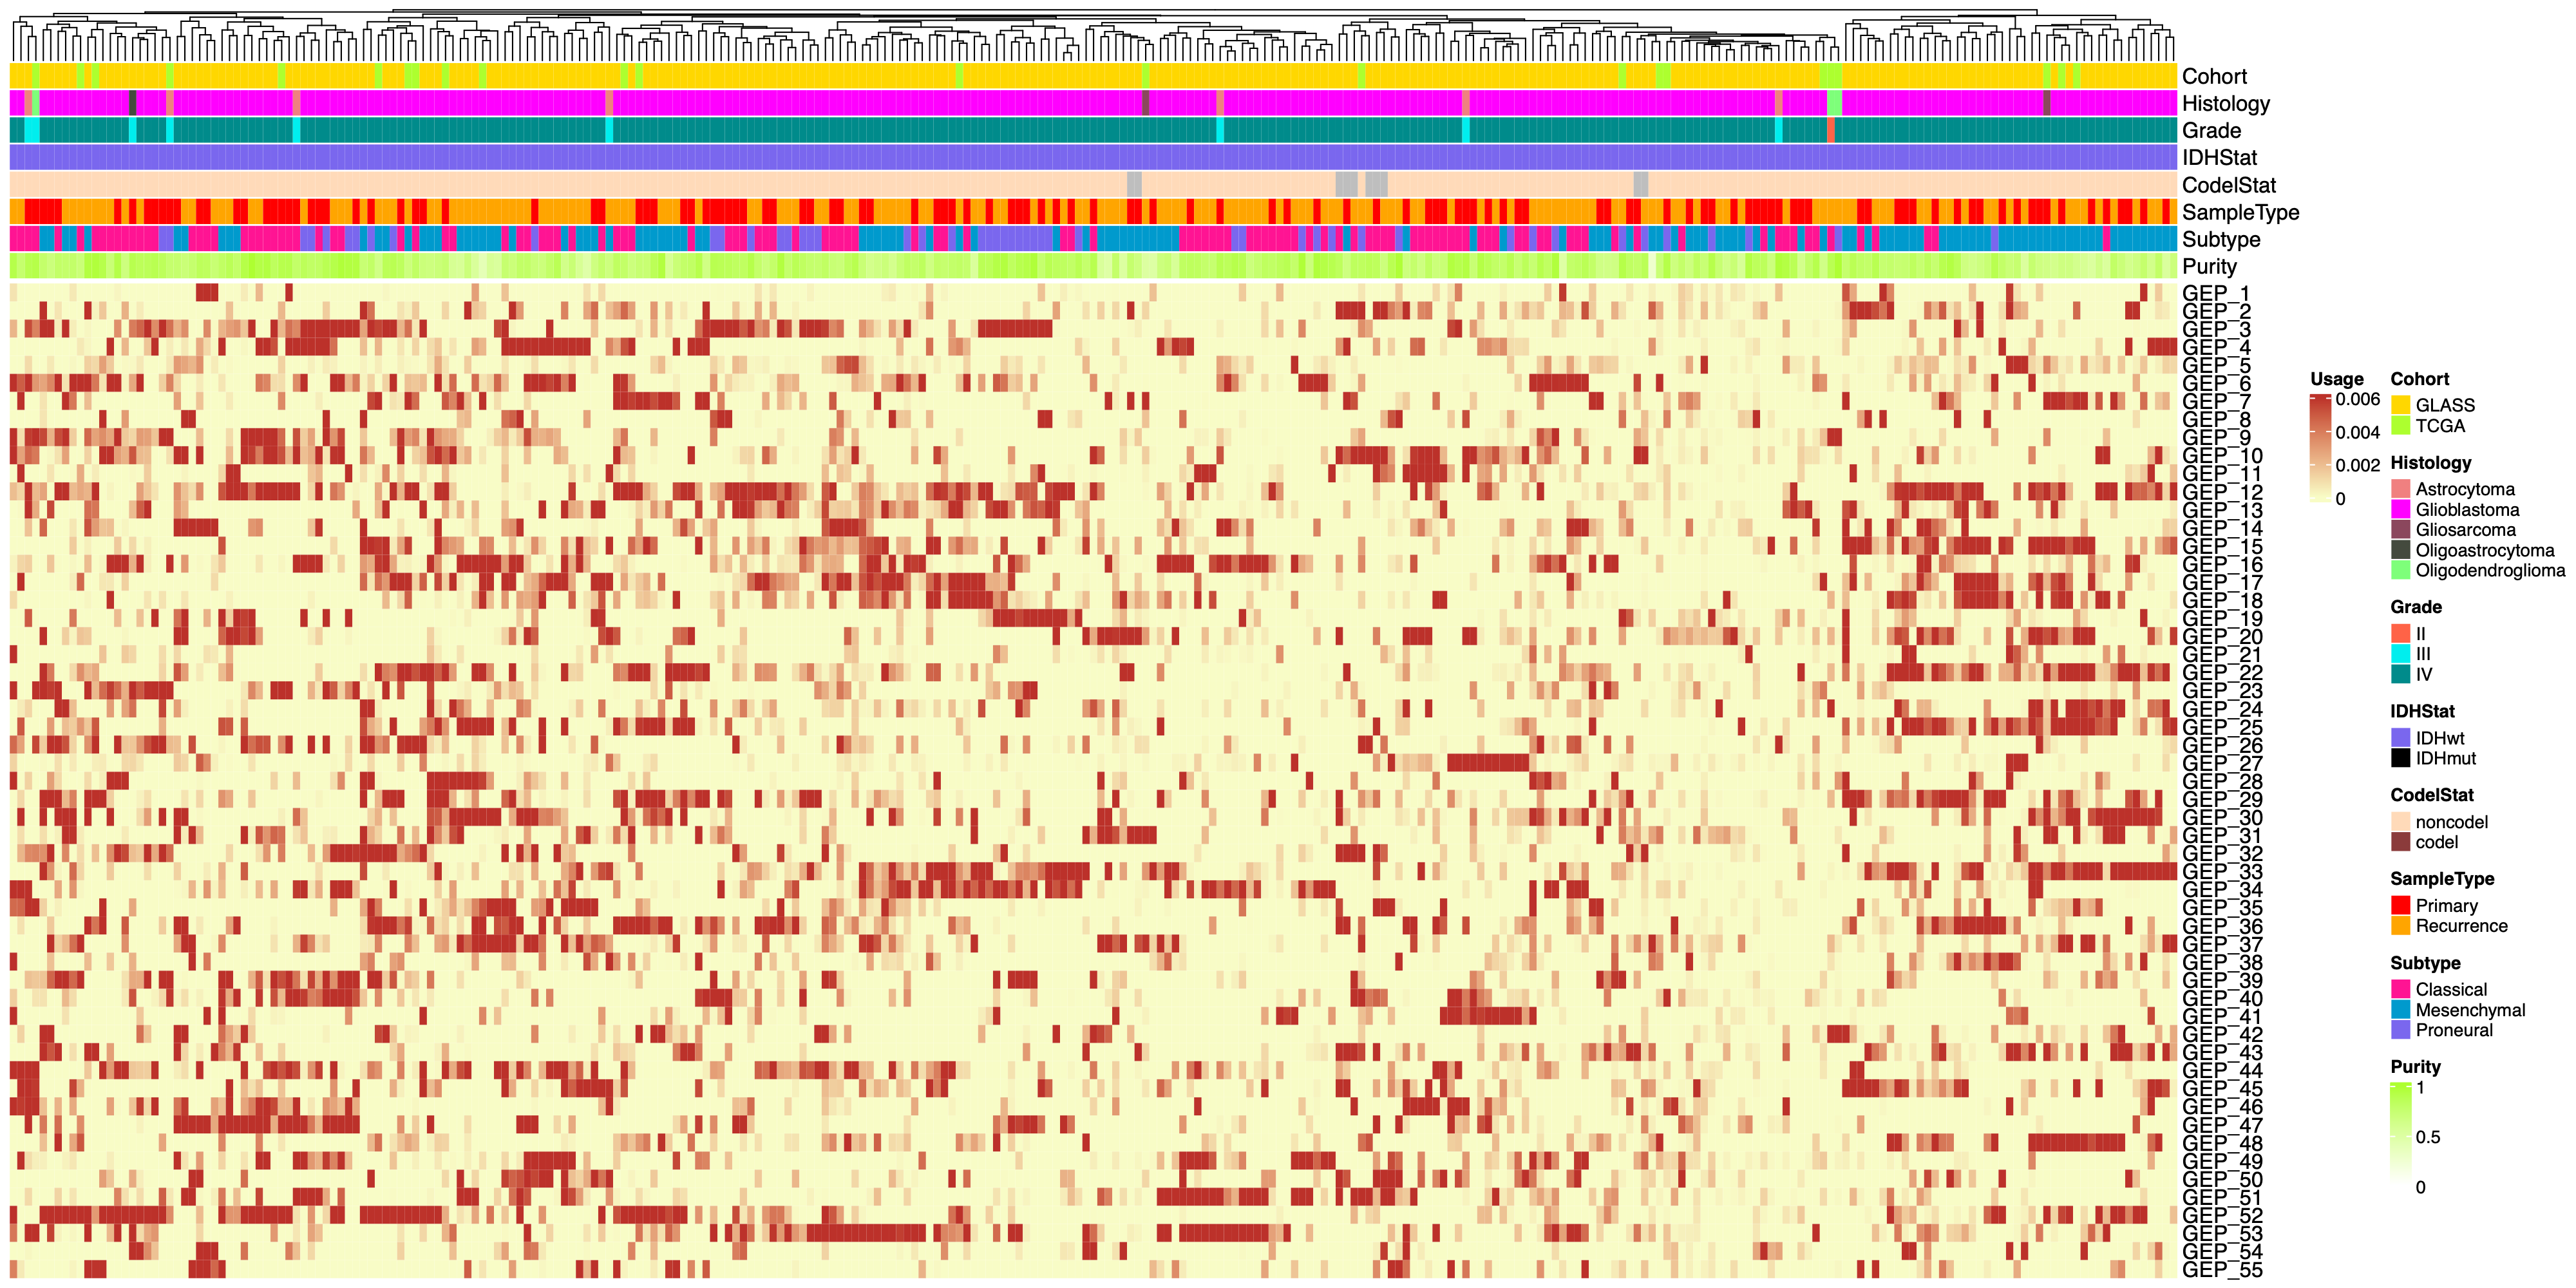 Cohort
Histology
Grade
IDHStat
CodelStat
SampleType
Subtype
Purity
GEP_1
GEP_2
GEP_3
GEP_4
GEP_5
GEP_6
GEP_7
GEP_8
GEP_9
GEP_10
GEP_11
GEP_12
GEP_13
GEP_14
GEP_15
GEP_16
GEP_17
GEP_18
GEP_19
GEP_20
GEP_21
GEP_22
GEP_23
GEP_24
GEP_25
GEP_26
GEP_27
GEP_28
GEP_29
GEP_30
GEP_31
GEP_32
GEP_33
GEP_34
GEP_35
GEP_36
GEP_37
GEP_38
GEP_39
GEP_40
GEP_41
GEP_42
GEP_43
GEP_44
GEP_45
GEP_46
GEP_47
GEP_48
GEP_49
GEP_50
GEP_51
GEP_52
GEP_53
GEP_54
GEP_55
Usage
0.006
0.004
0.002
0
Cohort
GLASS
TCGA
Histology
Astrocytoma
Glioblastoma
Gliosarcoma
Oligoastrocytoma
Oligodendroglioma
Grade
II
III
IV
IDHStat
IDHwt
IDHmut
CodelStat
noncodel
codel
SampleType
Primary
Recurrence
Subtype
Classical
Mesenchymal
Proneural
Purity
1
0.5
0